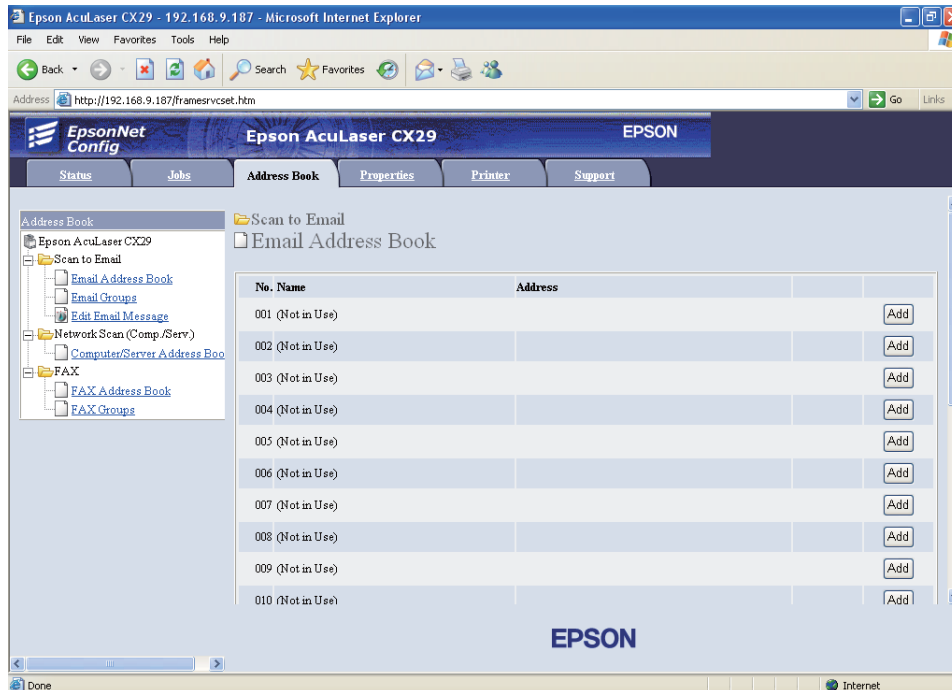 Epson AcuLaser CX29 - 192.168.9.187 - Microsoft Internet Explorer
File Edit View Favorites Tools Help
Back Search Favorites
Address http://192.168.9.187/framesrvcset.htm Go Links
EpsonNet
Config
Epson AcuLaser CX29
EPSON
Status Jobs Address Book Properties Printer Support
Address Book
Epson AcuLaser CX29
Scan to Email
Email Address Book
Email Groups
Edit Email Message
Network Scan (Comp./Serv.)
Computer/Server Address Boo
FAX
FAX Address Book
FAX Groups
Scan to Email
Email Address Book
No. Name Address
001 (Not in Use) Add
002 (Not in Use) Add
003 (Not in Use) Add
004 (Not in Use) Add
005 (Not in Use) Add
006 (Not in Use) Add
007 (Not in Use) Add
008 (Not in Use) Add
009 (Not in Use) Add
010 (Not in Use) Add
EPSON
Done Internet